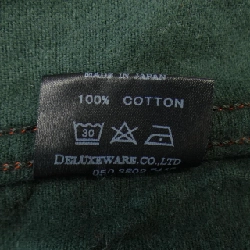 MADE IN JAPAN
100% COTTON
30
DELUXEWARE.CO.,LTD